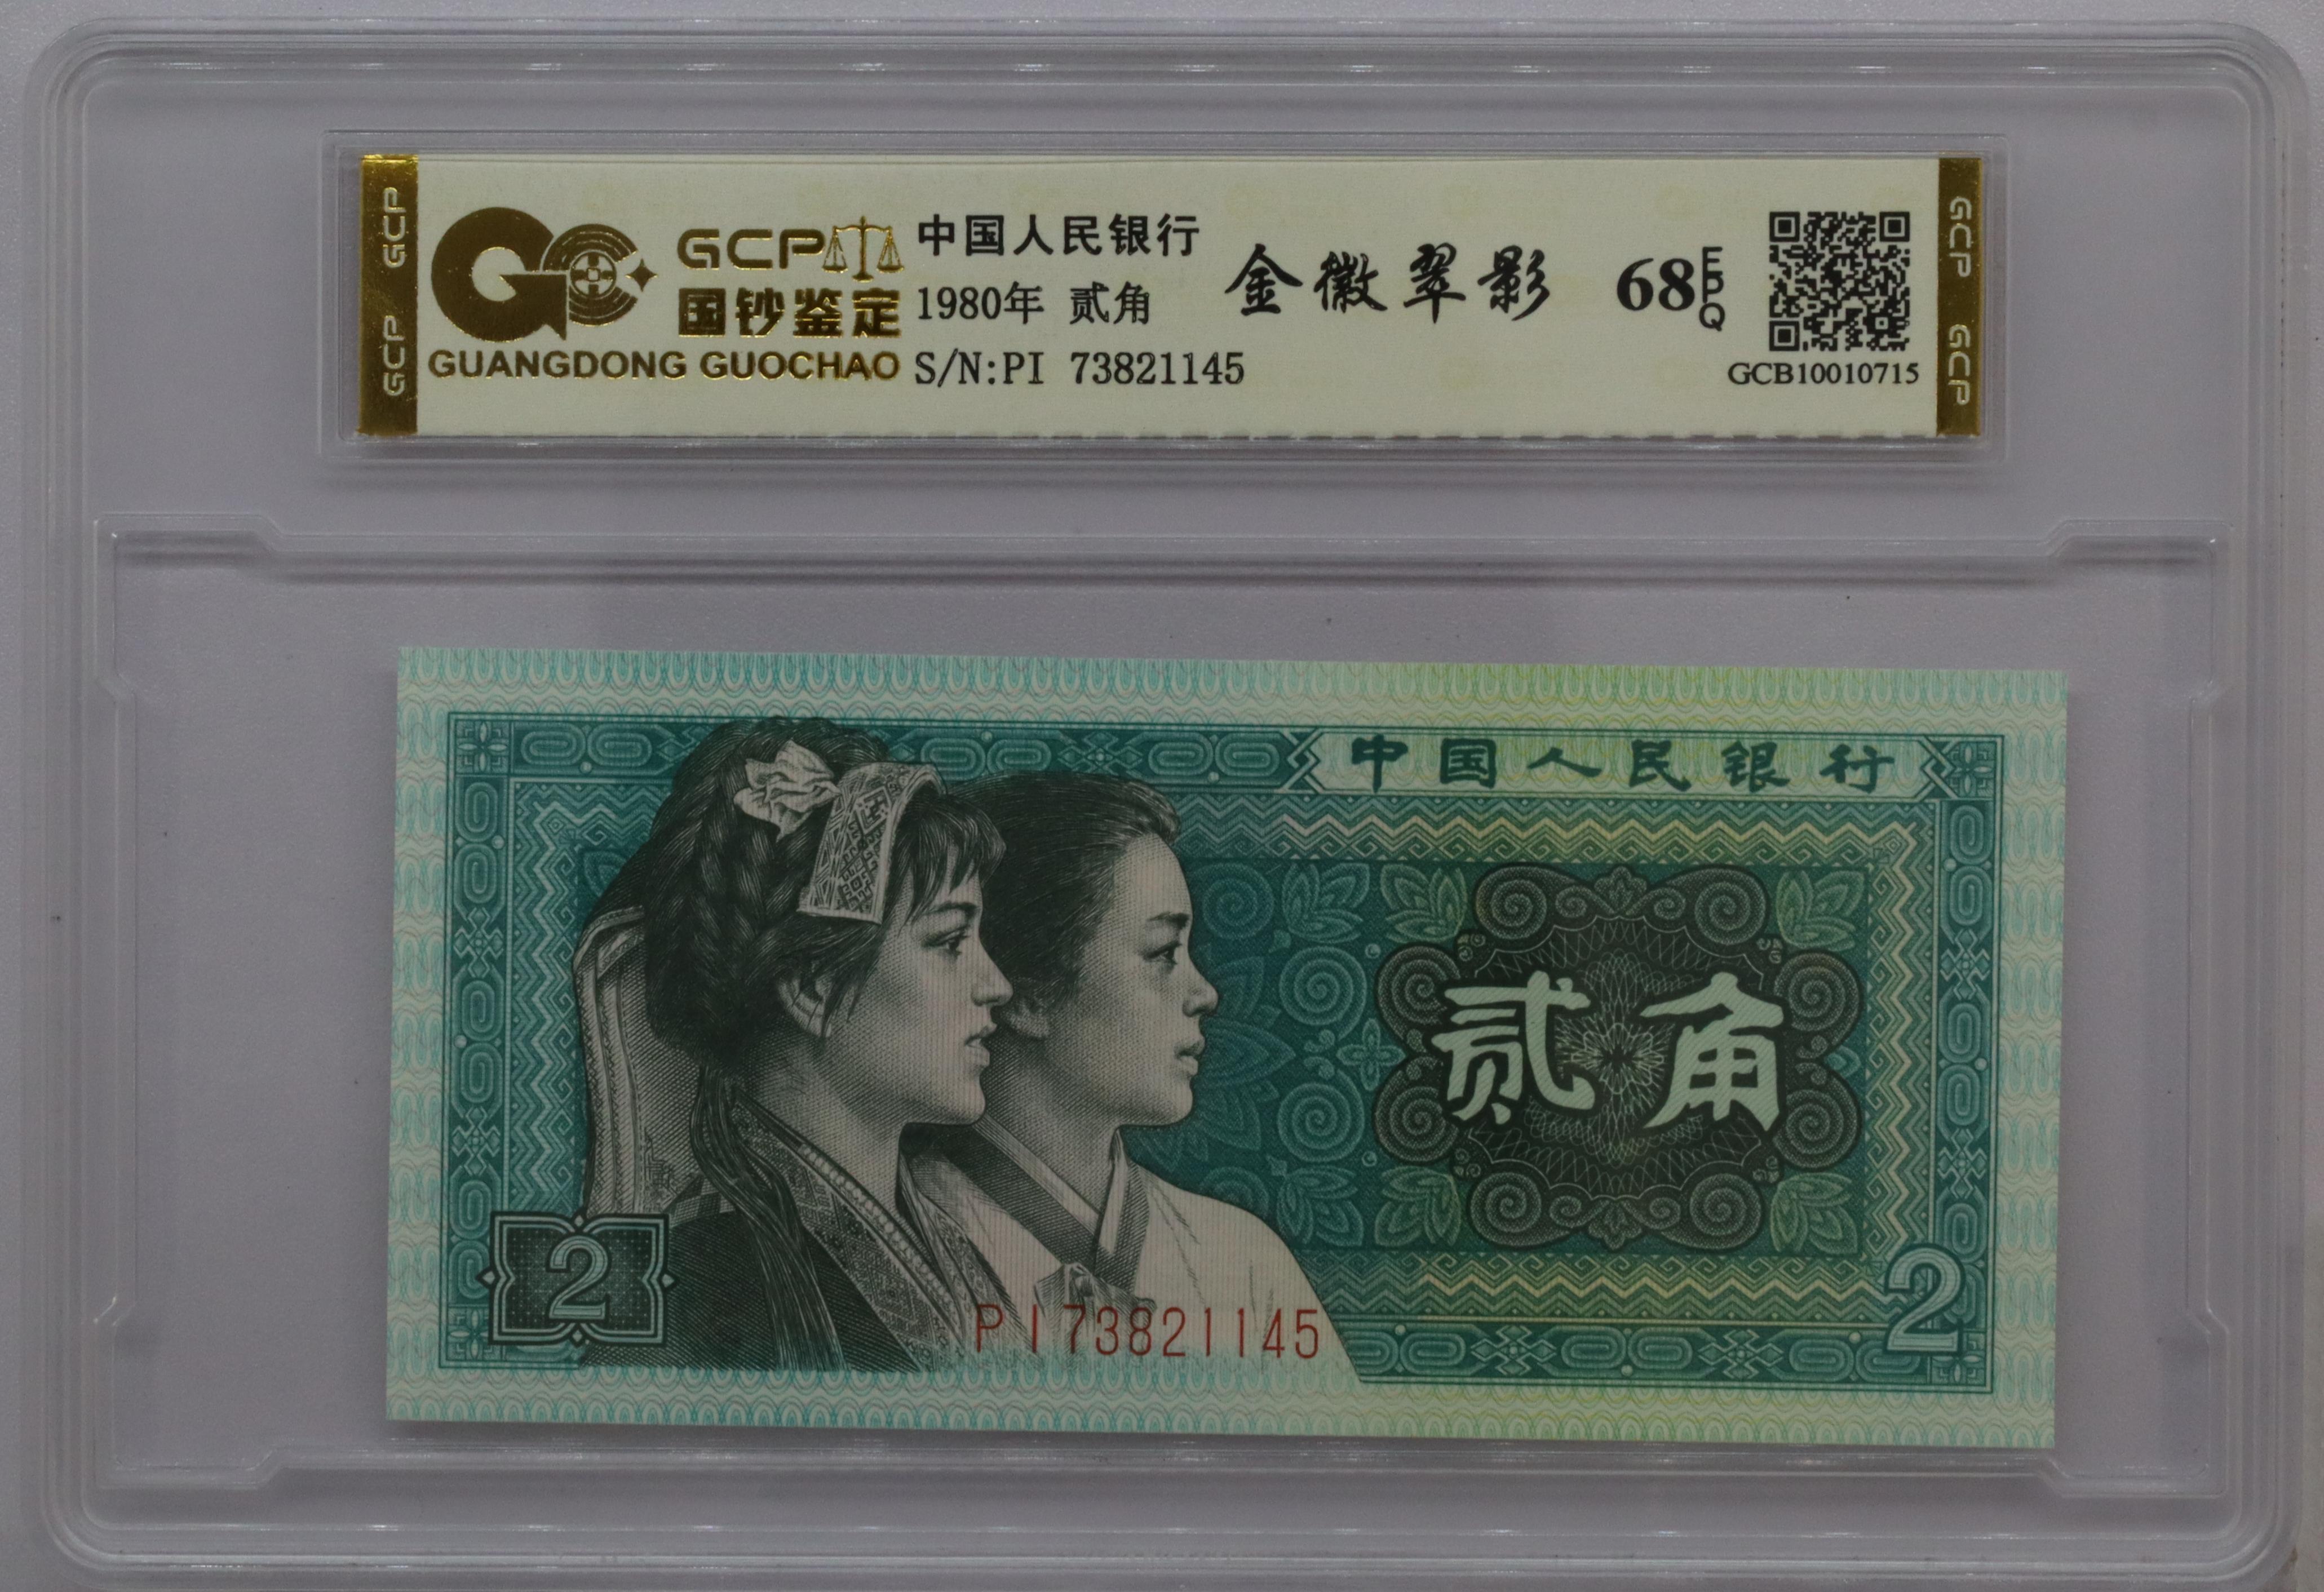 GCP
GCP
GCP
国钞鉴定
GUANGDONG GUOCHAO
中国人民银行
1980年 贰角
S/N:PI 73821145
金徽翠影
68 EPQ
GCB10010715
GCP
GCP
中国人民银行
贰角
2
PI73821145
2